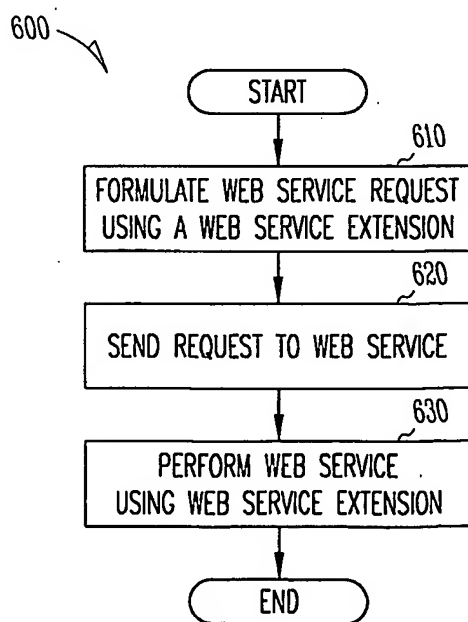 600
START
610
FORMULATE WEB SERVICE REQUEST
USING A WEB SERVICE EXTENSION
620
SEND REQUEST TO WEB SERVICE
630
PERFORM WEB SERVICE
USING WEB SERVICE EXTENSION
END